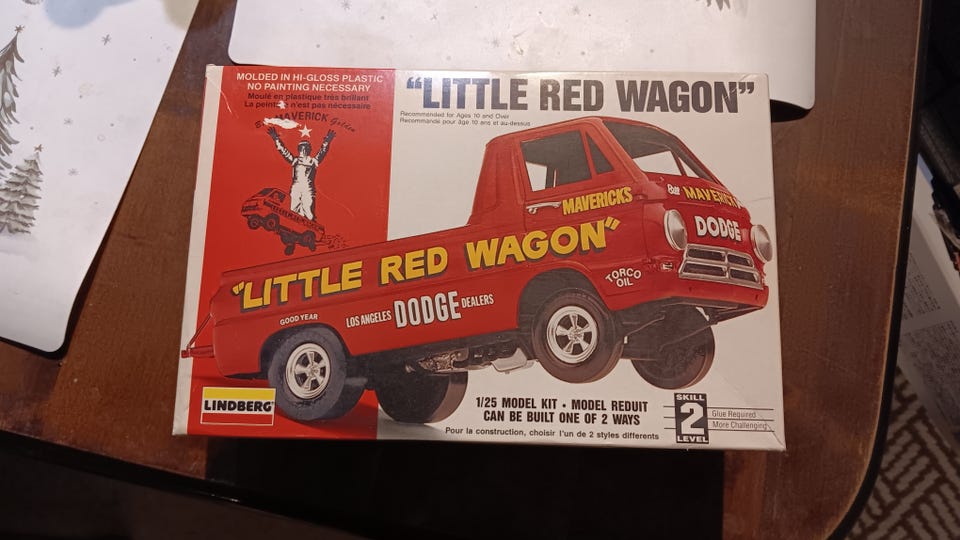 MOLDED IN HI-GLOSS PLASTIC
NO PAINTING NECESSARY
Moulé en plastique très brillant
La peinture n'est pas nécessaire
MAVERICK Golden
"LITTLE RED WAGON"
Recommended for Ages 10 and Over
Recommandé pour âge 10 ans et au-dessus
MAVERICKS
Bill MAVERICK
DODGE
"LITTLE RED WAGON"
TORCO
OIL
GOOD YEAR
LOS ANGELES DODGE DEALERS
LINDBERG
1/25 MODEL KIT • MODEL REDUIT
CAN BE BUILT ONE OF 2 WAYS
Pour la construction, choisir l'un de 2 styles differents
SKILL
2
LEVEL
Glue Required
More Challenging